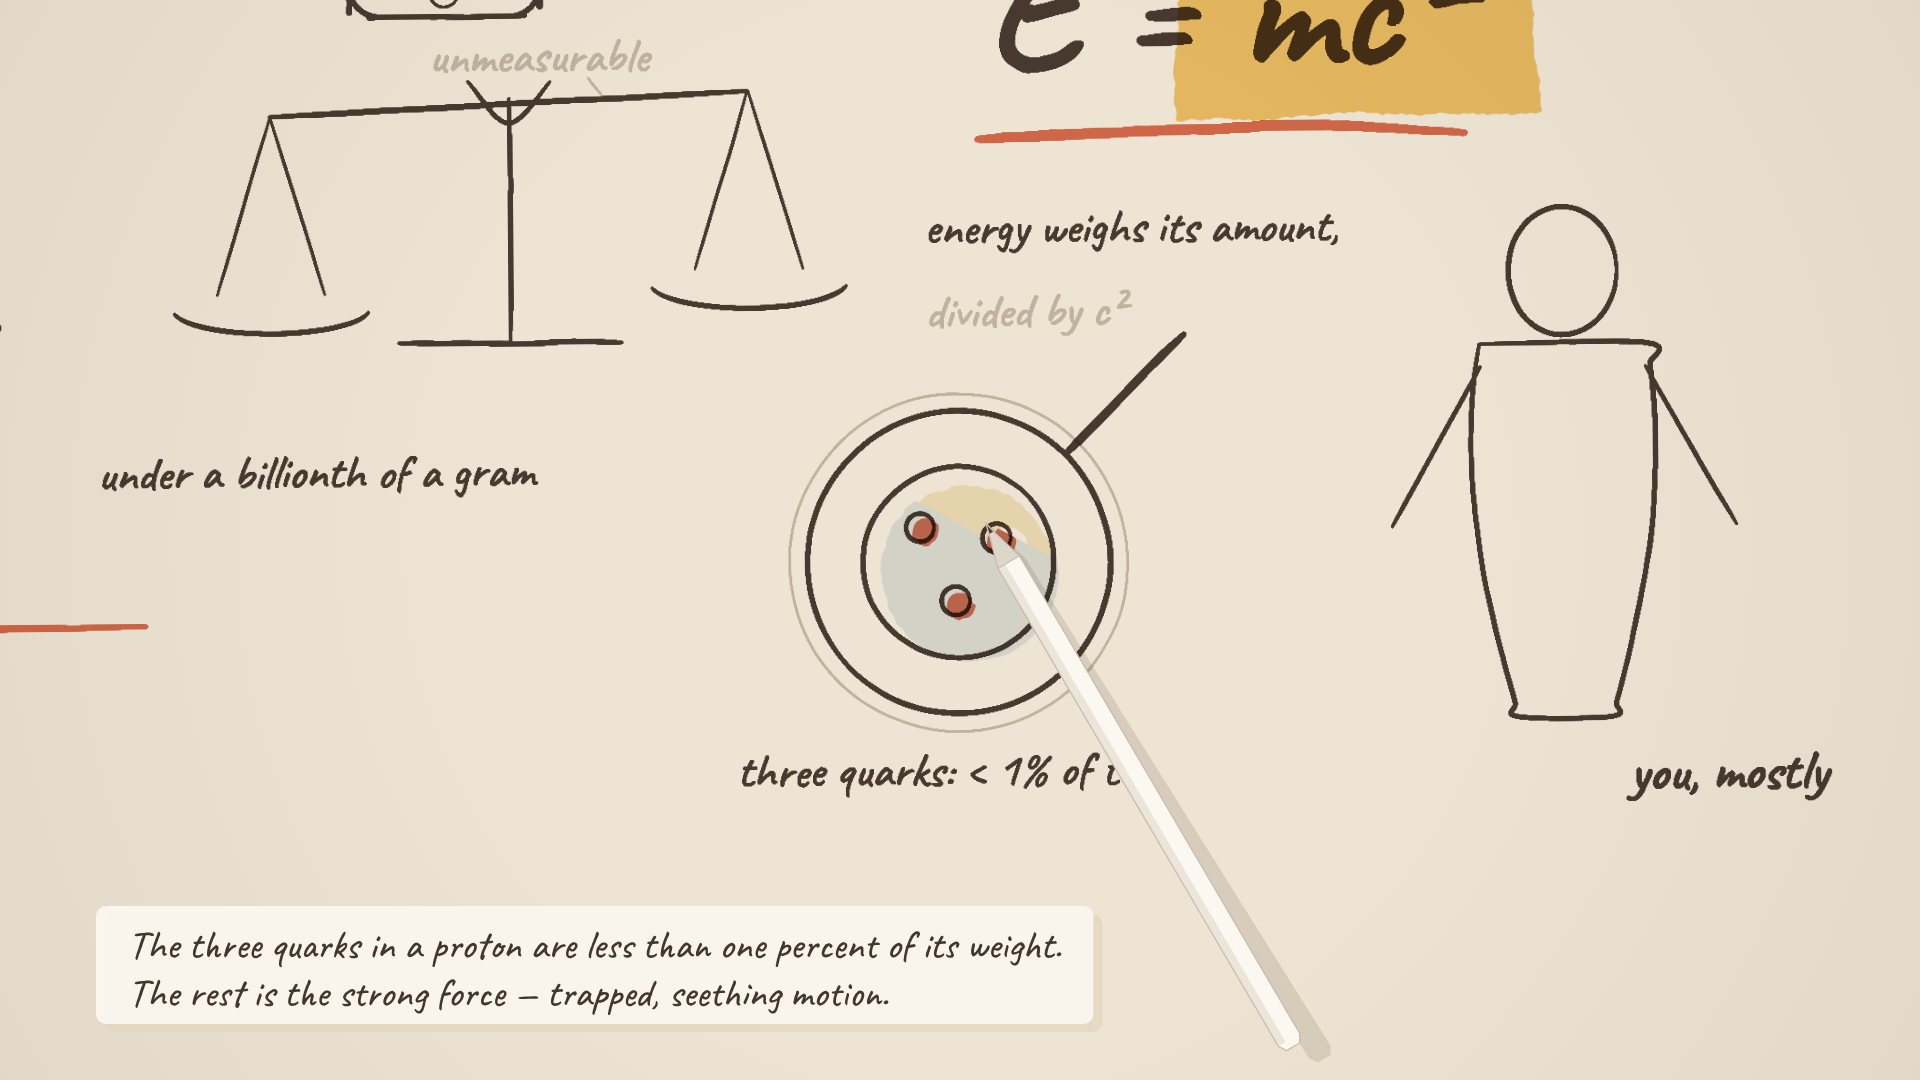 unmeasurable
E = mc²
energy weighs its amount,
divided by c²
under a billionth of a gram
three quarks: < 1% of
you, mostly
The three quarks in a proton are less than one percent of its weight.
The rest is the strong force — trapped, seething motion.